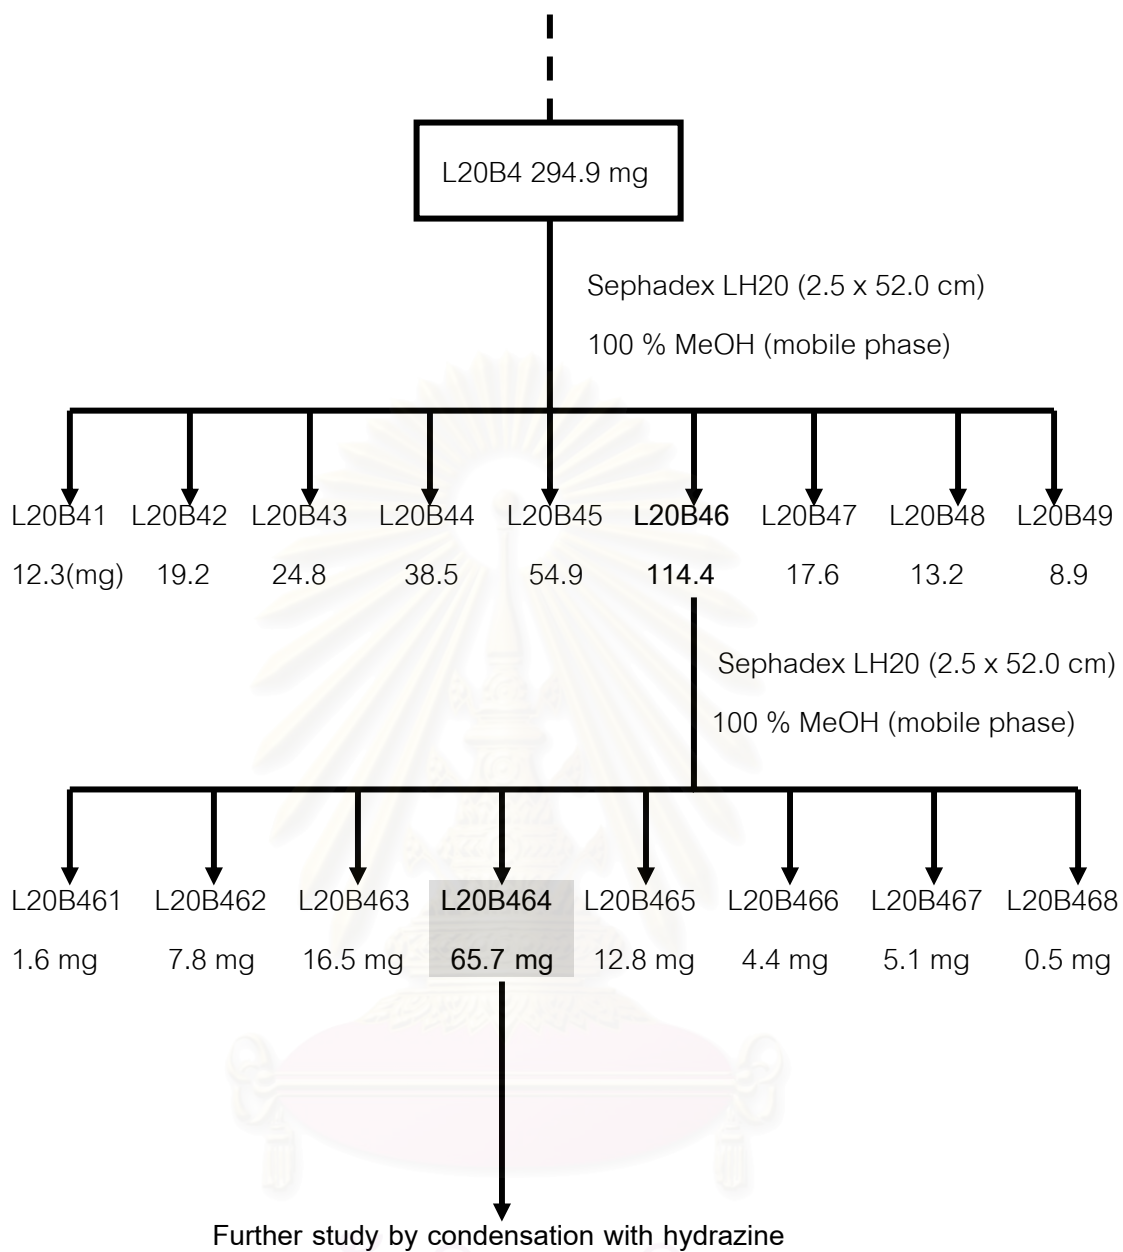 L20B4 294.9 mg
Sephadex LH20 (2.5 x 52.0 cm)
100 % MeOH (mobile phase)
L20B41 L20B42 L20B43 L20B44 L20B45 L20B46 L20B47 L20B48 L20B49
12.3(mg) 19.2 24.8 38.5 54.9 114.4 17.6 13.2 8.9
Sephadex LH20 (2.5 x 52.0 cm)
100 % MeOH (mobile phase)
L20B461 L20B462 L20B463 L20B464 L20B465 L20B466 L20B467 L20B468
1.6 mg 7.8 mg 16.5 mg 65.7 mg 12.8 mg 4.4 mg 5.1 mg 0.5 mg
Further study by condensation with hydrazine